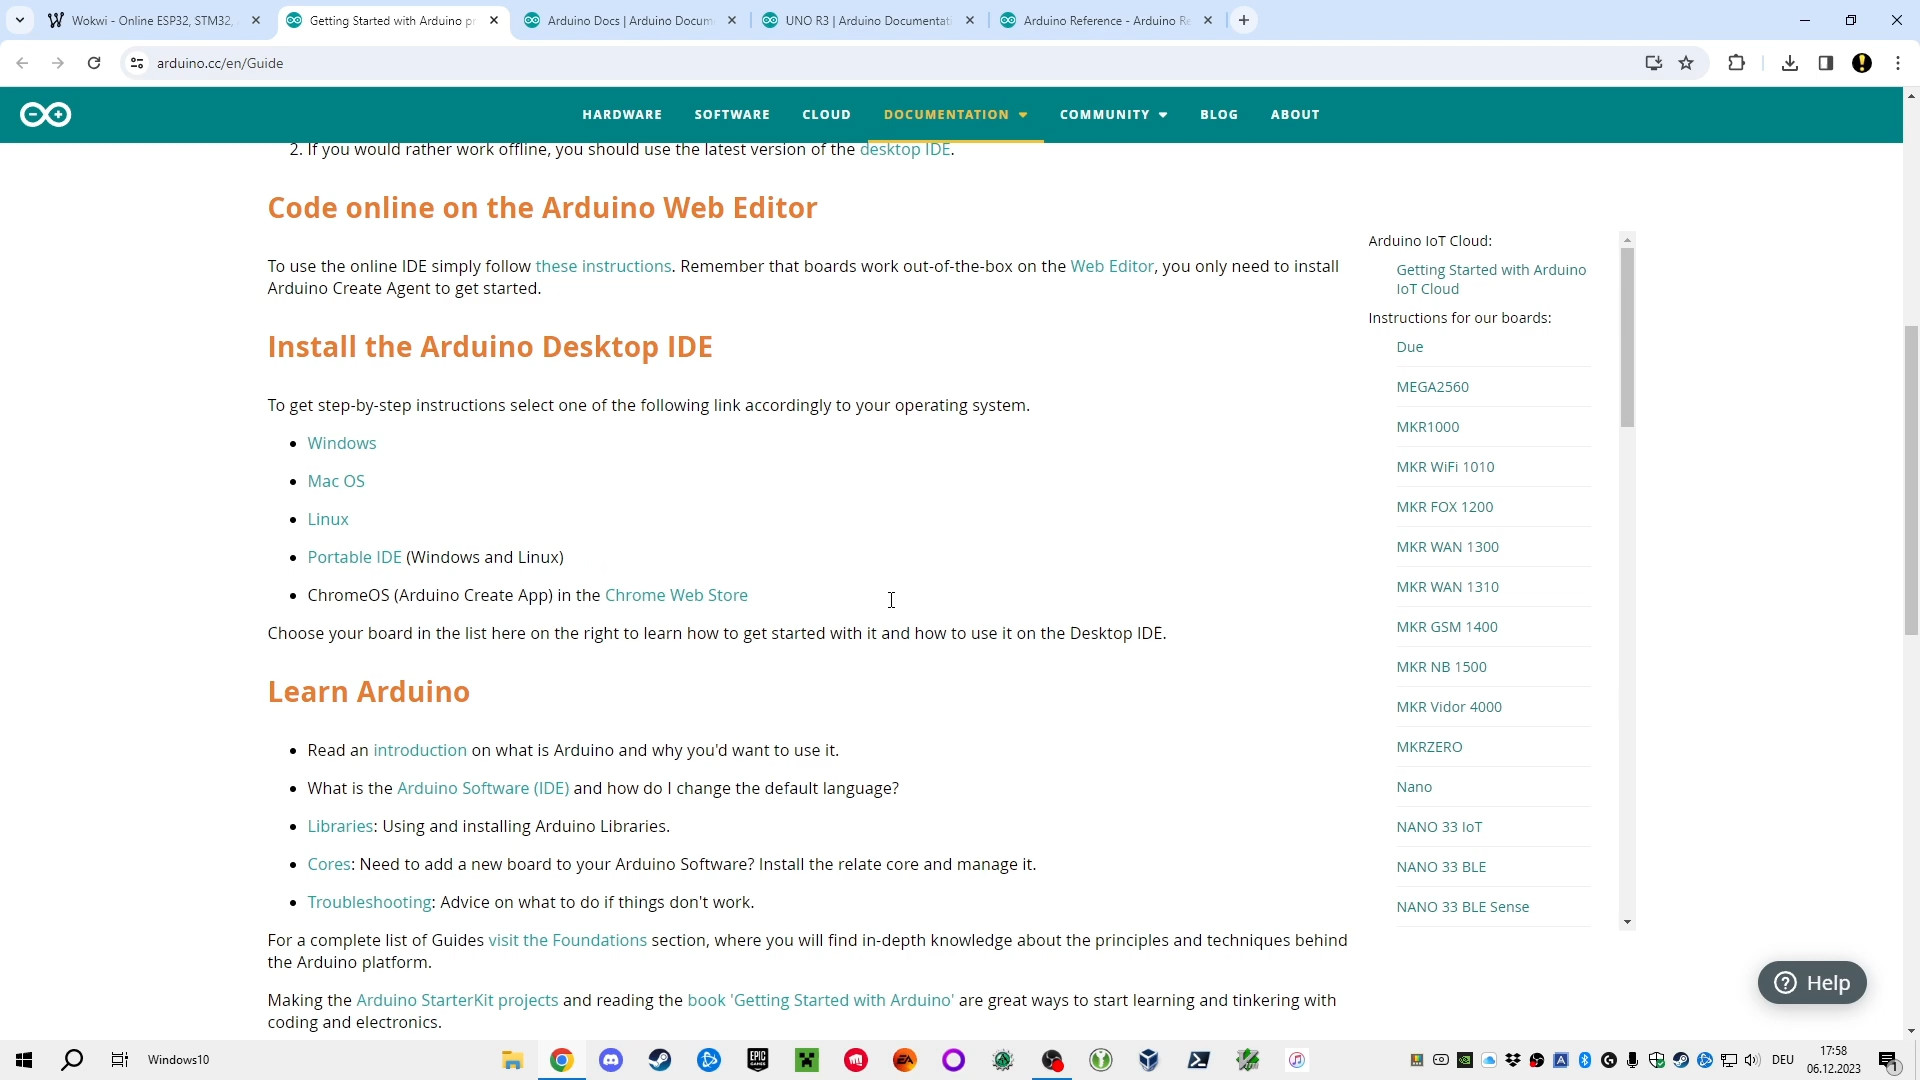 Wokwi - Online ESP32, STM32,
Getting Started with Arduino pr
Arduino Docs | Arduino Docum
UNO R3 | Arduino Documentat
Arduino Reference - Arduino Re
arduino.cc/en/Guide
HARDWARE SOFTWARE CLOUD DOCUMENTATION COMMUNITY BLOG ABOUT
2. If you would rather work offline, you should use the latest version of the desktop IDE.
Code online on the Arduino Web Editor
To use the online IDE simply follow these instructions. Remember that boards work out-of-the-box on the Web Editor, you only need to install
Arduino Create Agent to get started.
Install the Arduino Desktop IDE
To get step-by-step instructions select one of the following link accordingly to your operating system.
Windows
Mac OS
Linux
Portable IDE (Windows and Linux)
ChromeOS (Arduino Create App) in the Chrome Web Store
Choose your board in the list here on the right to learn how to get started with it and how to use it on the Desktop IDE.
Learn Arduino
Read an introduction on what is Arduino and why you'd want to use it.
What is the Arduino Software (IDE) and how do I change the default language?
Libraries: Using and installing Arduino Libraries.
Cores: Need to add a new board to your Arduino Software? Install the relate core and manage it.
Troubleshooting: Advice on what to do if things don't work.
For a complete list of Guides visit the Foundations section, where you will find in-depth knowledge about the principles and techniques behind
the Arduino platform.
Making the Arduino StarterKit projects and reading the book 'Getting Started with Arduino' are great ways to start learning and tinkering with
coding and electronics.
Arduino IoT Cloud:
Getting Started with Arduino
IoT Cloud
Instructions for our boards:
Due
MEGA2560
MKR1000
MKR WiFi 1010
MKR FOX 1200
MKR WAN 1300
MKR WAN 1310
MKR GSM 1400
MKR NB 1500
MKR Vidor 4000
MKRZERO
Nano
NANO 33 IoT
NANO 33 BLE
NANO 33 BLE Sense
Help
Windows10
EPIC
GAMES
EA
DEU
17:58
06.12.2023
1